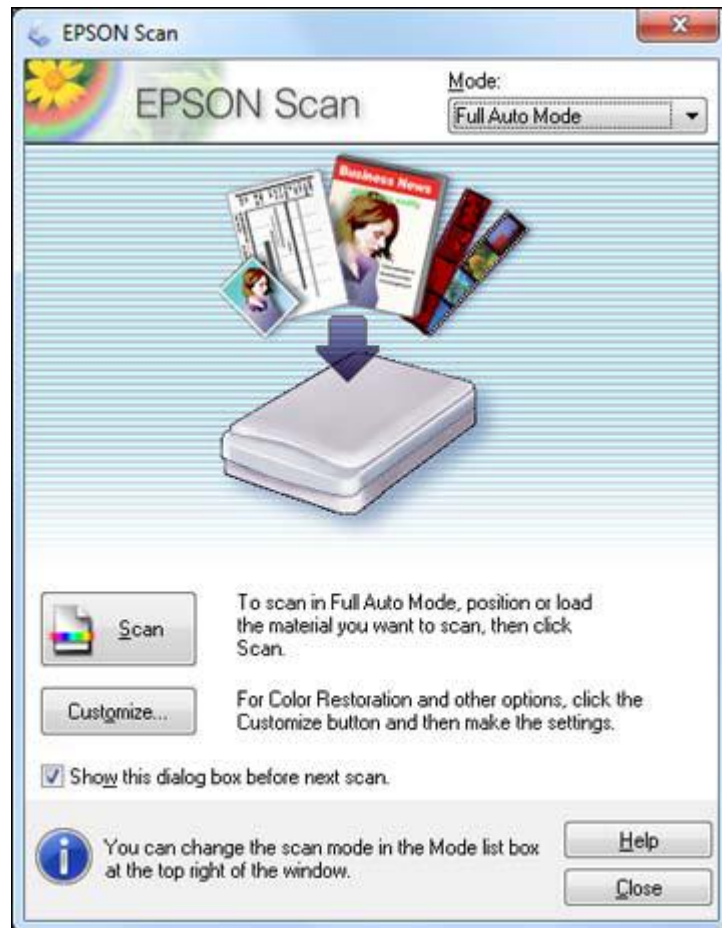 EPSON Scan
EPSON Scan
Mode:
Full Auto Mode
Business News
Scan
To scan in Full Auto Mode, position or load
the material you want to scan, then click
Scan.
Customize...
For Color Restoration and other options, click the
Customize button and then make the settings.
Show this dialog box before next scan.
You can change the scan mode in the Mode list box
at the top right of the window.
Help
Close